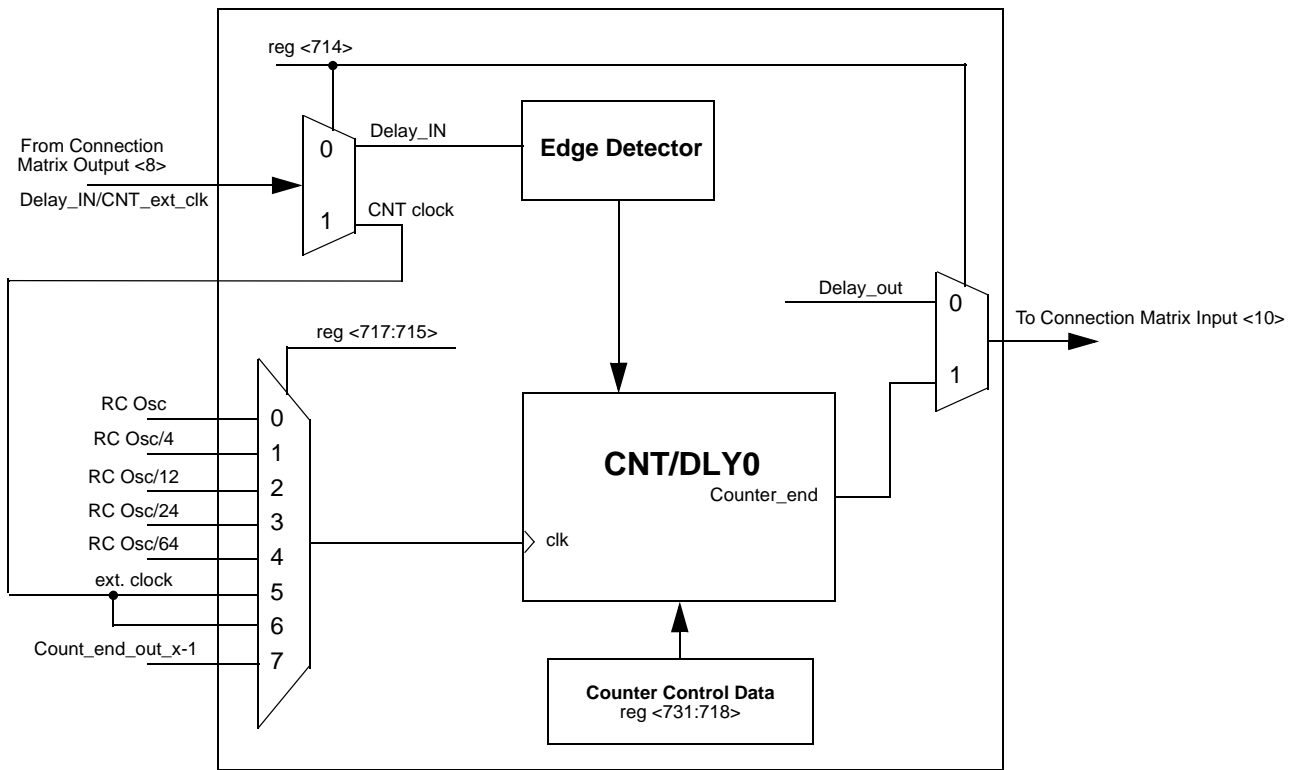 reg <714>
From Connection
Matrix Output <8>
Delay_IN/CNT_ext_clk
0
1
Delay_IN
CNT clock
Edge Detector
Delay_out
0
1
To Connection Matrix Input <10>
reg <717:715>
RC Osc
RC Osc/4
RC Osc/12
RC Osc/24
RC Osc/64
ext. clock
Count_end_out_x-1
0
1
2
3
4
5
6
7
CNT/DLY0
Counter_end
clk
Counter Control Data
reg <731:718>